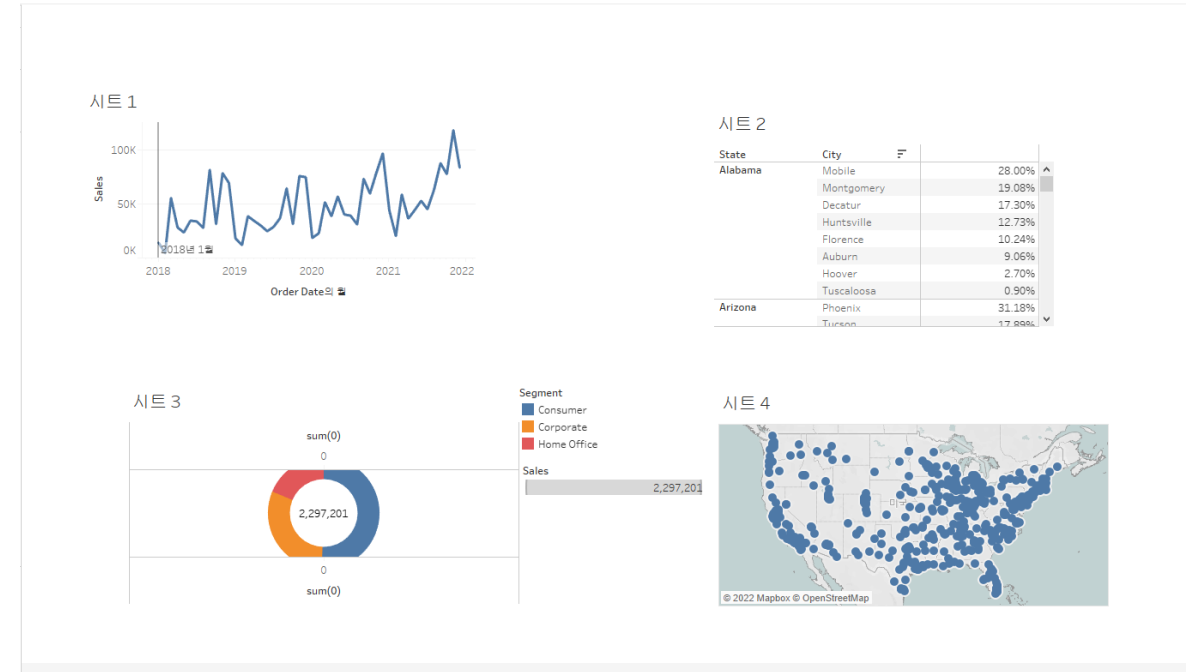 시트 1
100K
50K
0K
Sales
2018년 1월
2018 2019 2020 2021 2022
Order Date의 월
시트 2
State City
Alabama Mobile 28.00%
Montgomery 19.08%
Decatur 17.30%
Huntsville 12.73%
Florence 10.24%
Auburn 9.06%
Hoover 2.70%
Tuscaloosa 0.90%
Arizona Phoenix 31.18%
Tucson 17.89%
시트 3
sum(0)
0
2,297,201
0
sum(0)
Segment
Consumer
Corporate
Home Office
Sales
2,297,201
시트 4
© 2022 Mapbox © OpenStreetMap